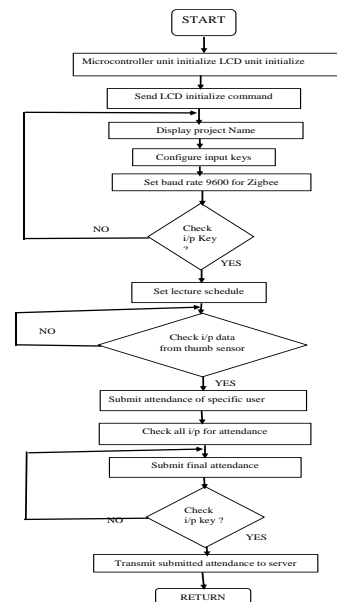 START
Microcontroller unit initialize LCD unit initialize
Send LCD initialize command
Display project Name
Configure input keys
Set baud rate 9600 for Zigbee
Check
i/p Key
?
NO
YES
Set lecture schedule
NO
Check i/p data
from thumb sensor
YES
Submit attendance of specific user
Check all i/p for attendance
Submit final attendance
Check
i/p key ?
NO
YES
Transmit submitted attendance to server
RETURN